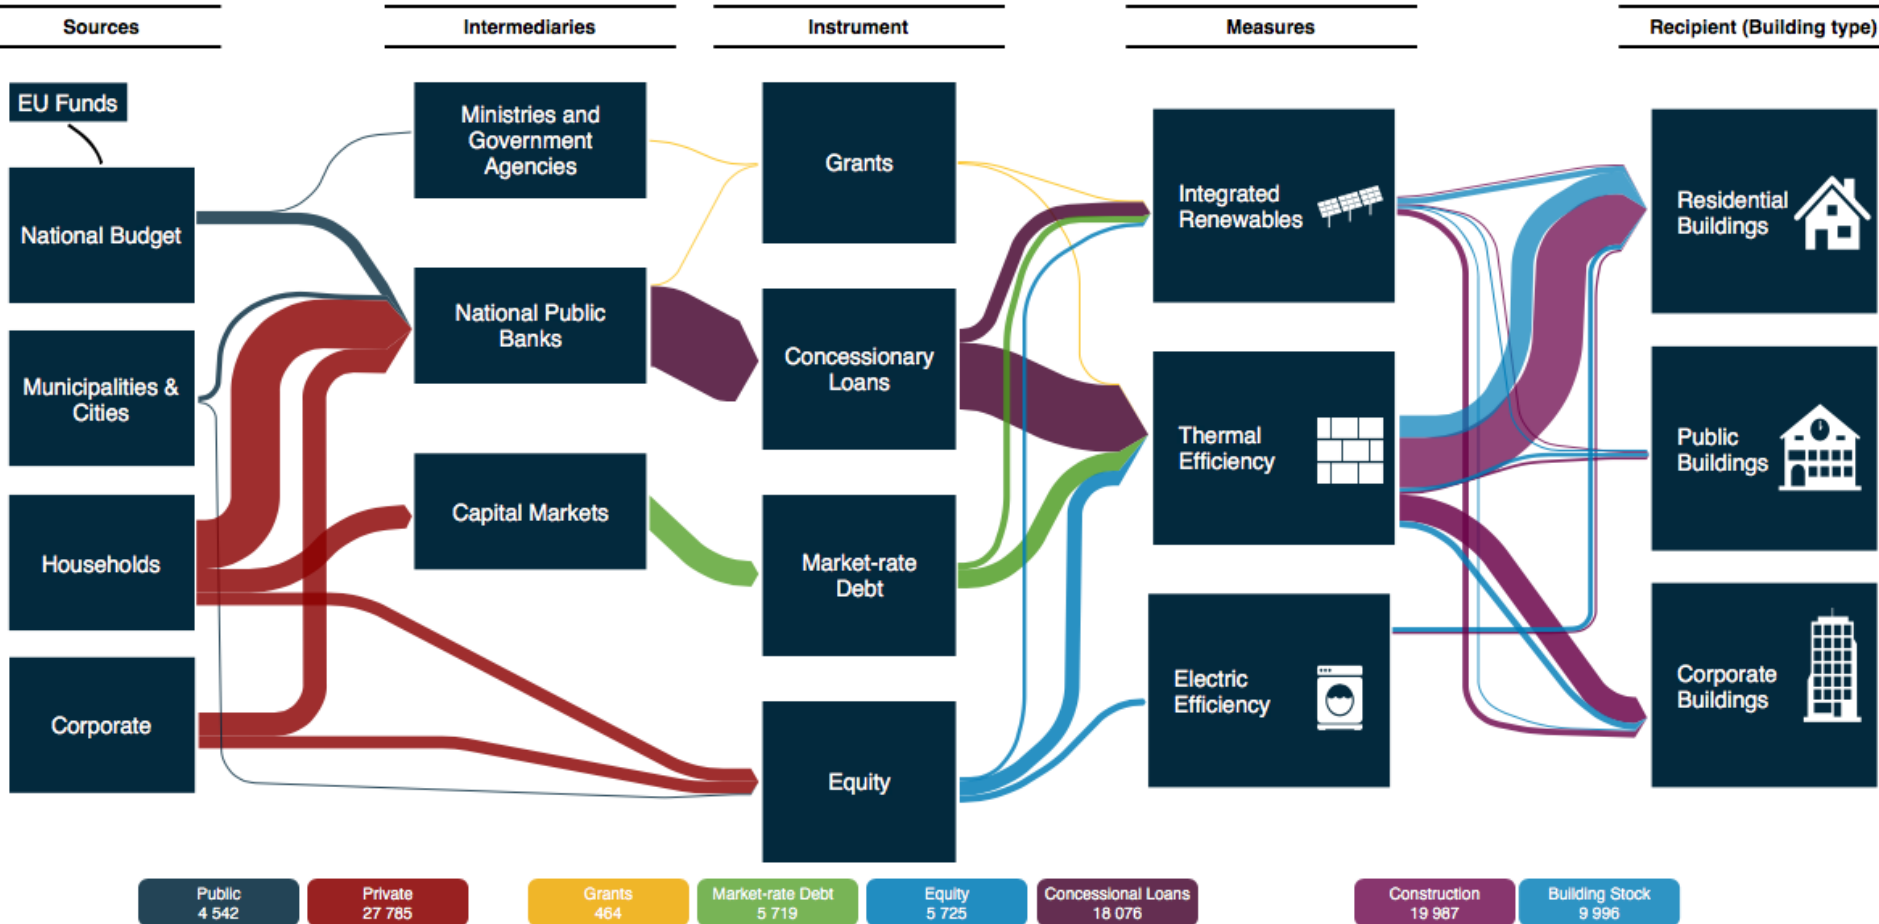 Sources
Intermediaries
Instrument
Measures
Recipient (Building type)
EU Funds
National Budget
Municipalities &
Cities
Households
Corporate
Ministries and
Government
Agencies
National Public
Banks
Capital Markets
Grants
Concessionary
Loans
Market-rate
Debt
Equity
Integrated
Renewables
Thermal
Efficiency
Electric
Efficiency
Residential
Buildings
Public
Buildings
Corporate
Buildings
Public
4 542
Private
27 785
Grants
464
Market-rate Debt
5 719
Equity
5 725
Concessional Loans
18 076
Construction
19 987
Building Stock
9 996